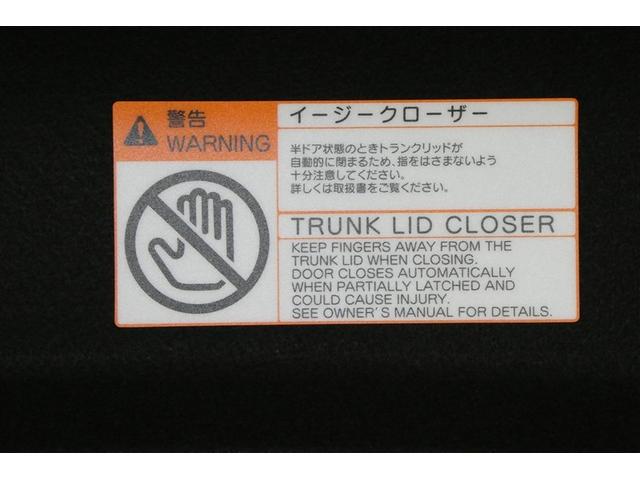 警告
WARNING
イージークローザー
半ドア状態のときトランクリッドが
自動的に閉まるため、指をはさまないよう
十分注意してください。
詳しくは取扱書をご覧ください。
TRUNK LID CLOSER
KEEP FINGERS AWAY FROM THE
TRUNK LID WHEN CLOSING.
DOOR CLOSES AUTOMATICALLY
WHEN PARTIALLY LATCHED AND
COULD CAUSE INJURY.
SEE OWNER'S MANUAL FOR DETAILS.